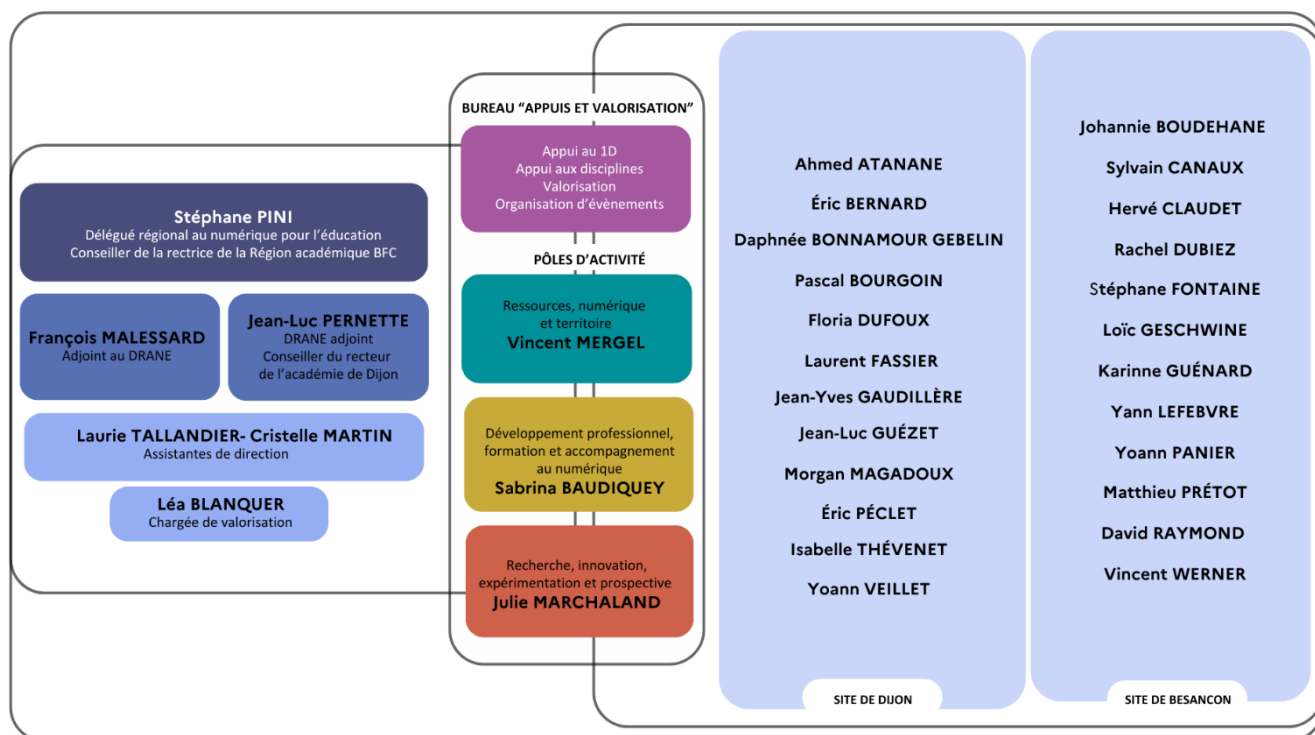 Stéphane PINI
Délégué régional au numérique pour l'éducation
Conseiller de la rectrice de la Région académique BFC
François MALESSARD
Adjoint au DRANE
Jean-Luc PERNETTE
DRANE adjoint
Conseiller du recteur
de l'académie de Dijon
Laurie TALLANDIER- Cristelle MARTIN
Assistantes de direction
Léa BLANQUER
Chargée de valorisation
BUREAU “APPUIS ET VALORISATION”
Appui au 1D
Appui aux disciplines
Valorisation
Organisation d'évènements
PÔLES D'ACTIVITÉ
Ressources, numérique
et territoire
Vincent MERGEL
Développement professionnel,
formation et accompagnement
au numérique
Sabrina BAUDIQUEY
Recherche, innovation,
expérimentation et prospective
Julie MARCHALAND
Ahmed ATANANE
Éric BERNARD
Daphnée BONNAMOUR GEBELIN
Pascal BOURGOIN
Floria DUFOUX
Laurent FASSIER
Jean-Yves GAUDILLÈRE
Jean-Luc GUÉZET
Morgan MAGADOUX
Éric PÉCLET
Isabelle THÉVENET
Yoann VEILLET
SITE DE DIJON
Johannie BOUDEHANE
Sylvain CANAUX
Hervé CLAUDET
Rachel DUBIEZ
Stéphane FONTAINE
Loïc GESCHWINE
Karinne GUÉNARD
Yann LEFEBVRE
Yoann PANIER
Matthieu PRÉTOT
David RAYMOND
Vincent WERNER
SITE DE BESANCON